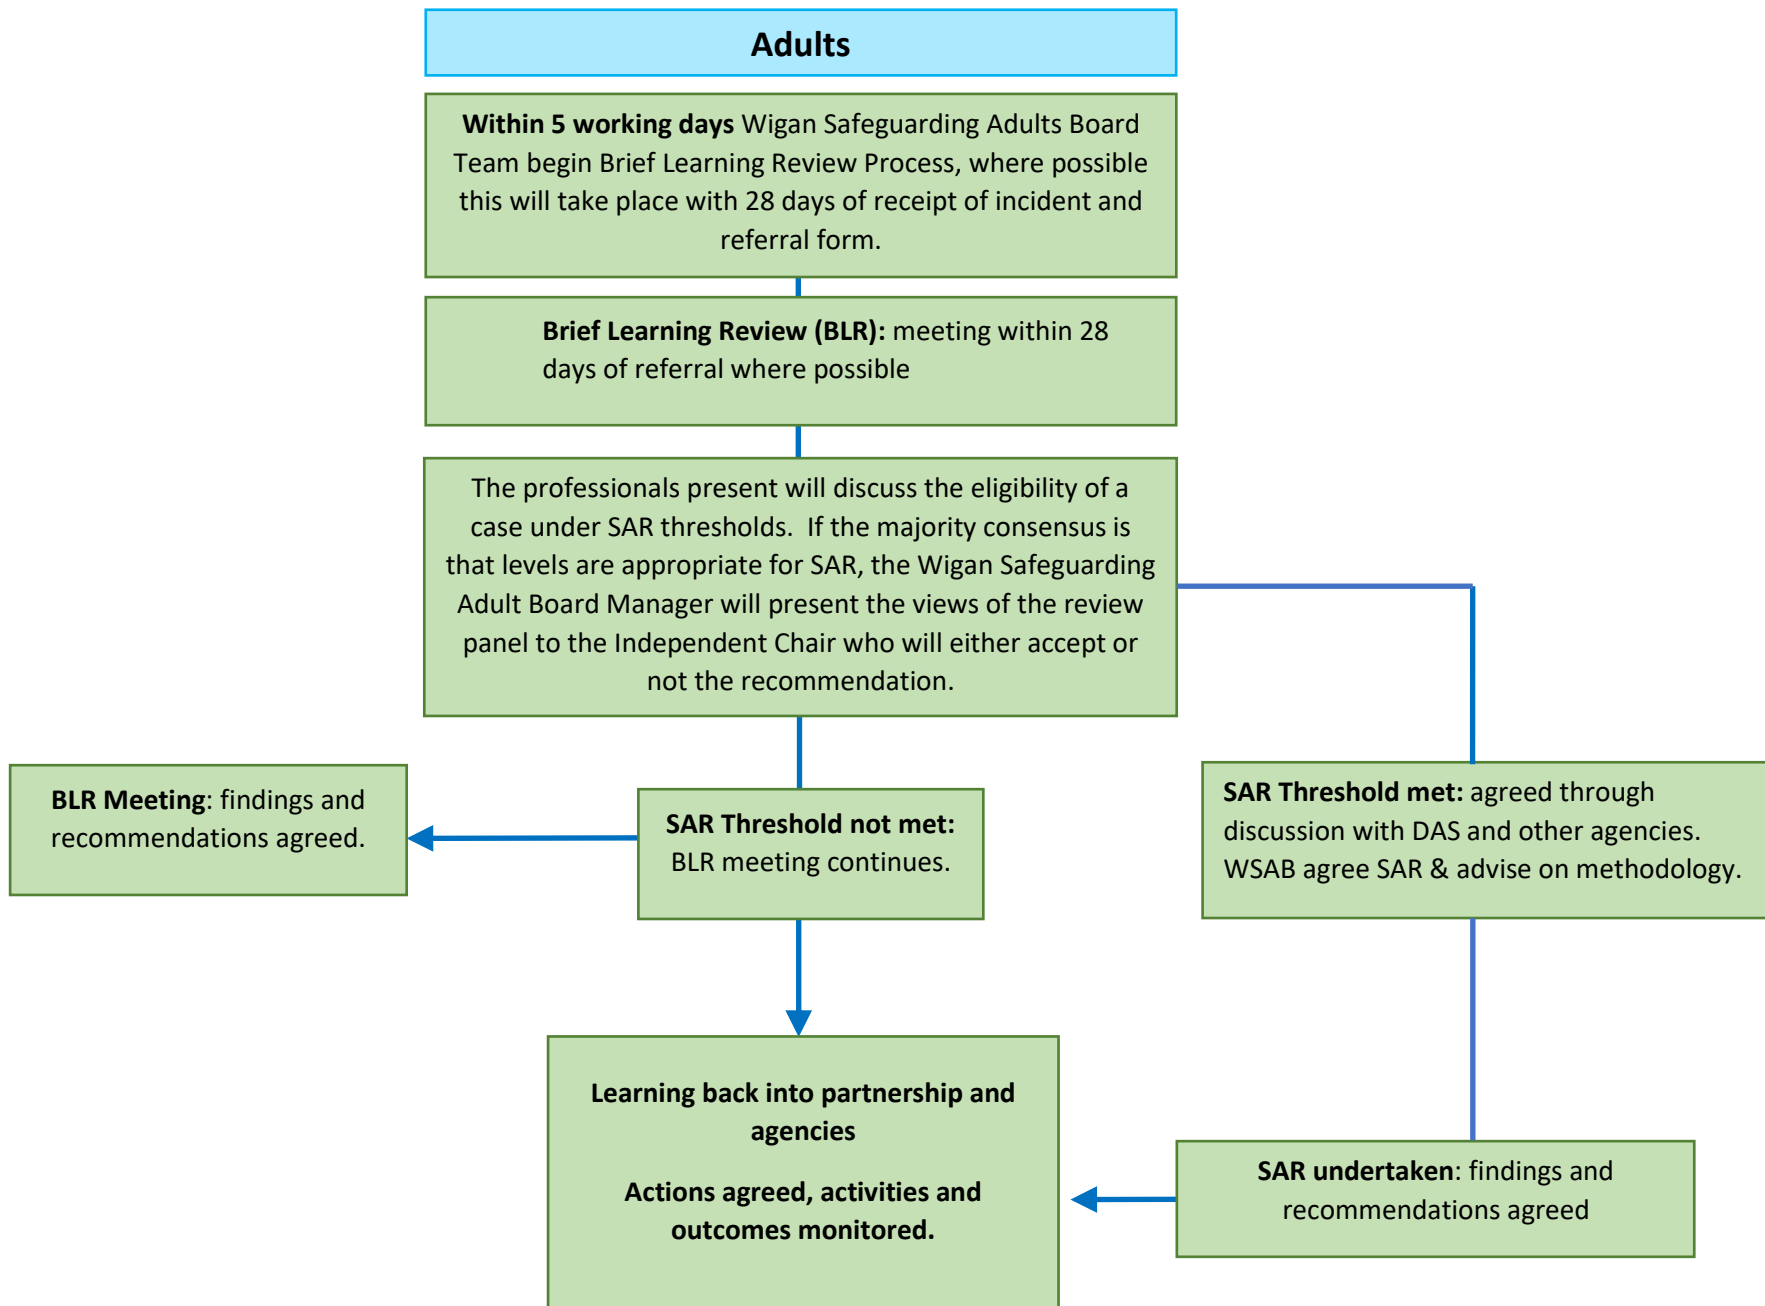 Adults
Within 5 working days Wigan Safeguarding Adults Board
Team begin Brief Learning Review Process, where possible
this will take place with 28 days of receipt of incident and
referral form.
Brief Learning Review (BLR): meeting within 28
days of referral where possible
The professionals present will discuss the eligibility of a
case under SAR thresholds.  If the majority consensus is
that levels are appropriate for SAR, the Wigan Safeguarding
Adult Board Manager will present the views of the review
panel to the Independent Chair who will either accept or
not the recommendation.
BLR Meeting: findings and
recommendations agreed.
SAR Threshold not met:
BLR meeting continues.
SAR Threshold met: agreed through
discussion with DAS and other agencies.
WSAB agree SAR & advise on methodology.
Learning back into partnership and
agencies
Actions agreed, activities and
outcomes monitored.
SAR undertaken: findings and
recommendations agreed